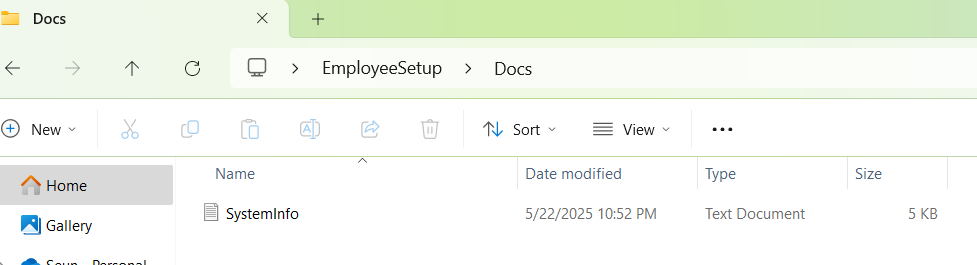 Docs
EmployeeSetup Docs
New Sort View
Name Date modified Type Size
Home
SystemInfo 5/22/2025 10:52 PM Text Document 5 KB
Gallery
Personal